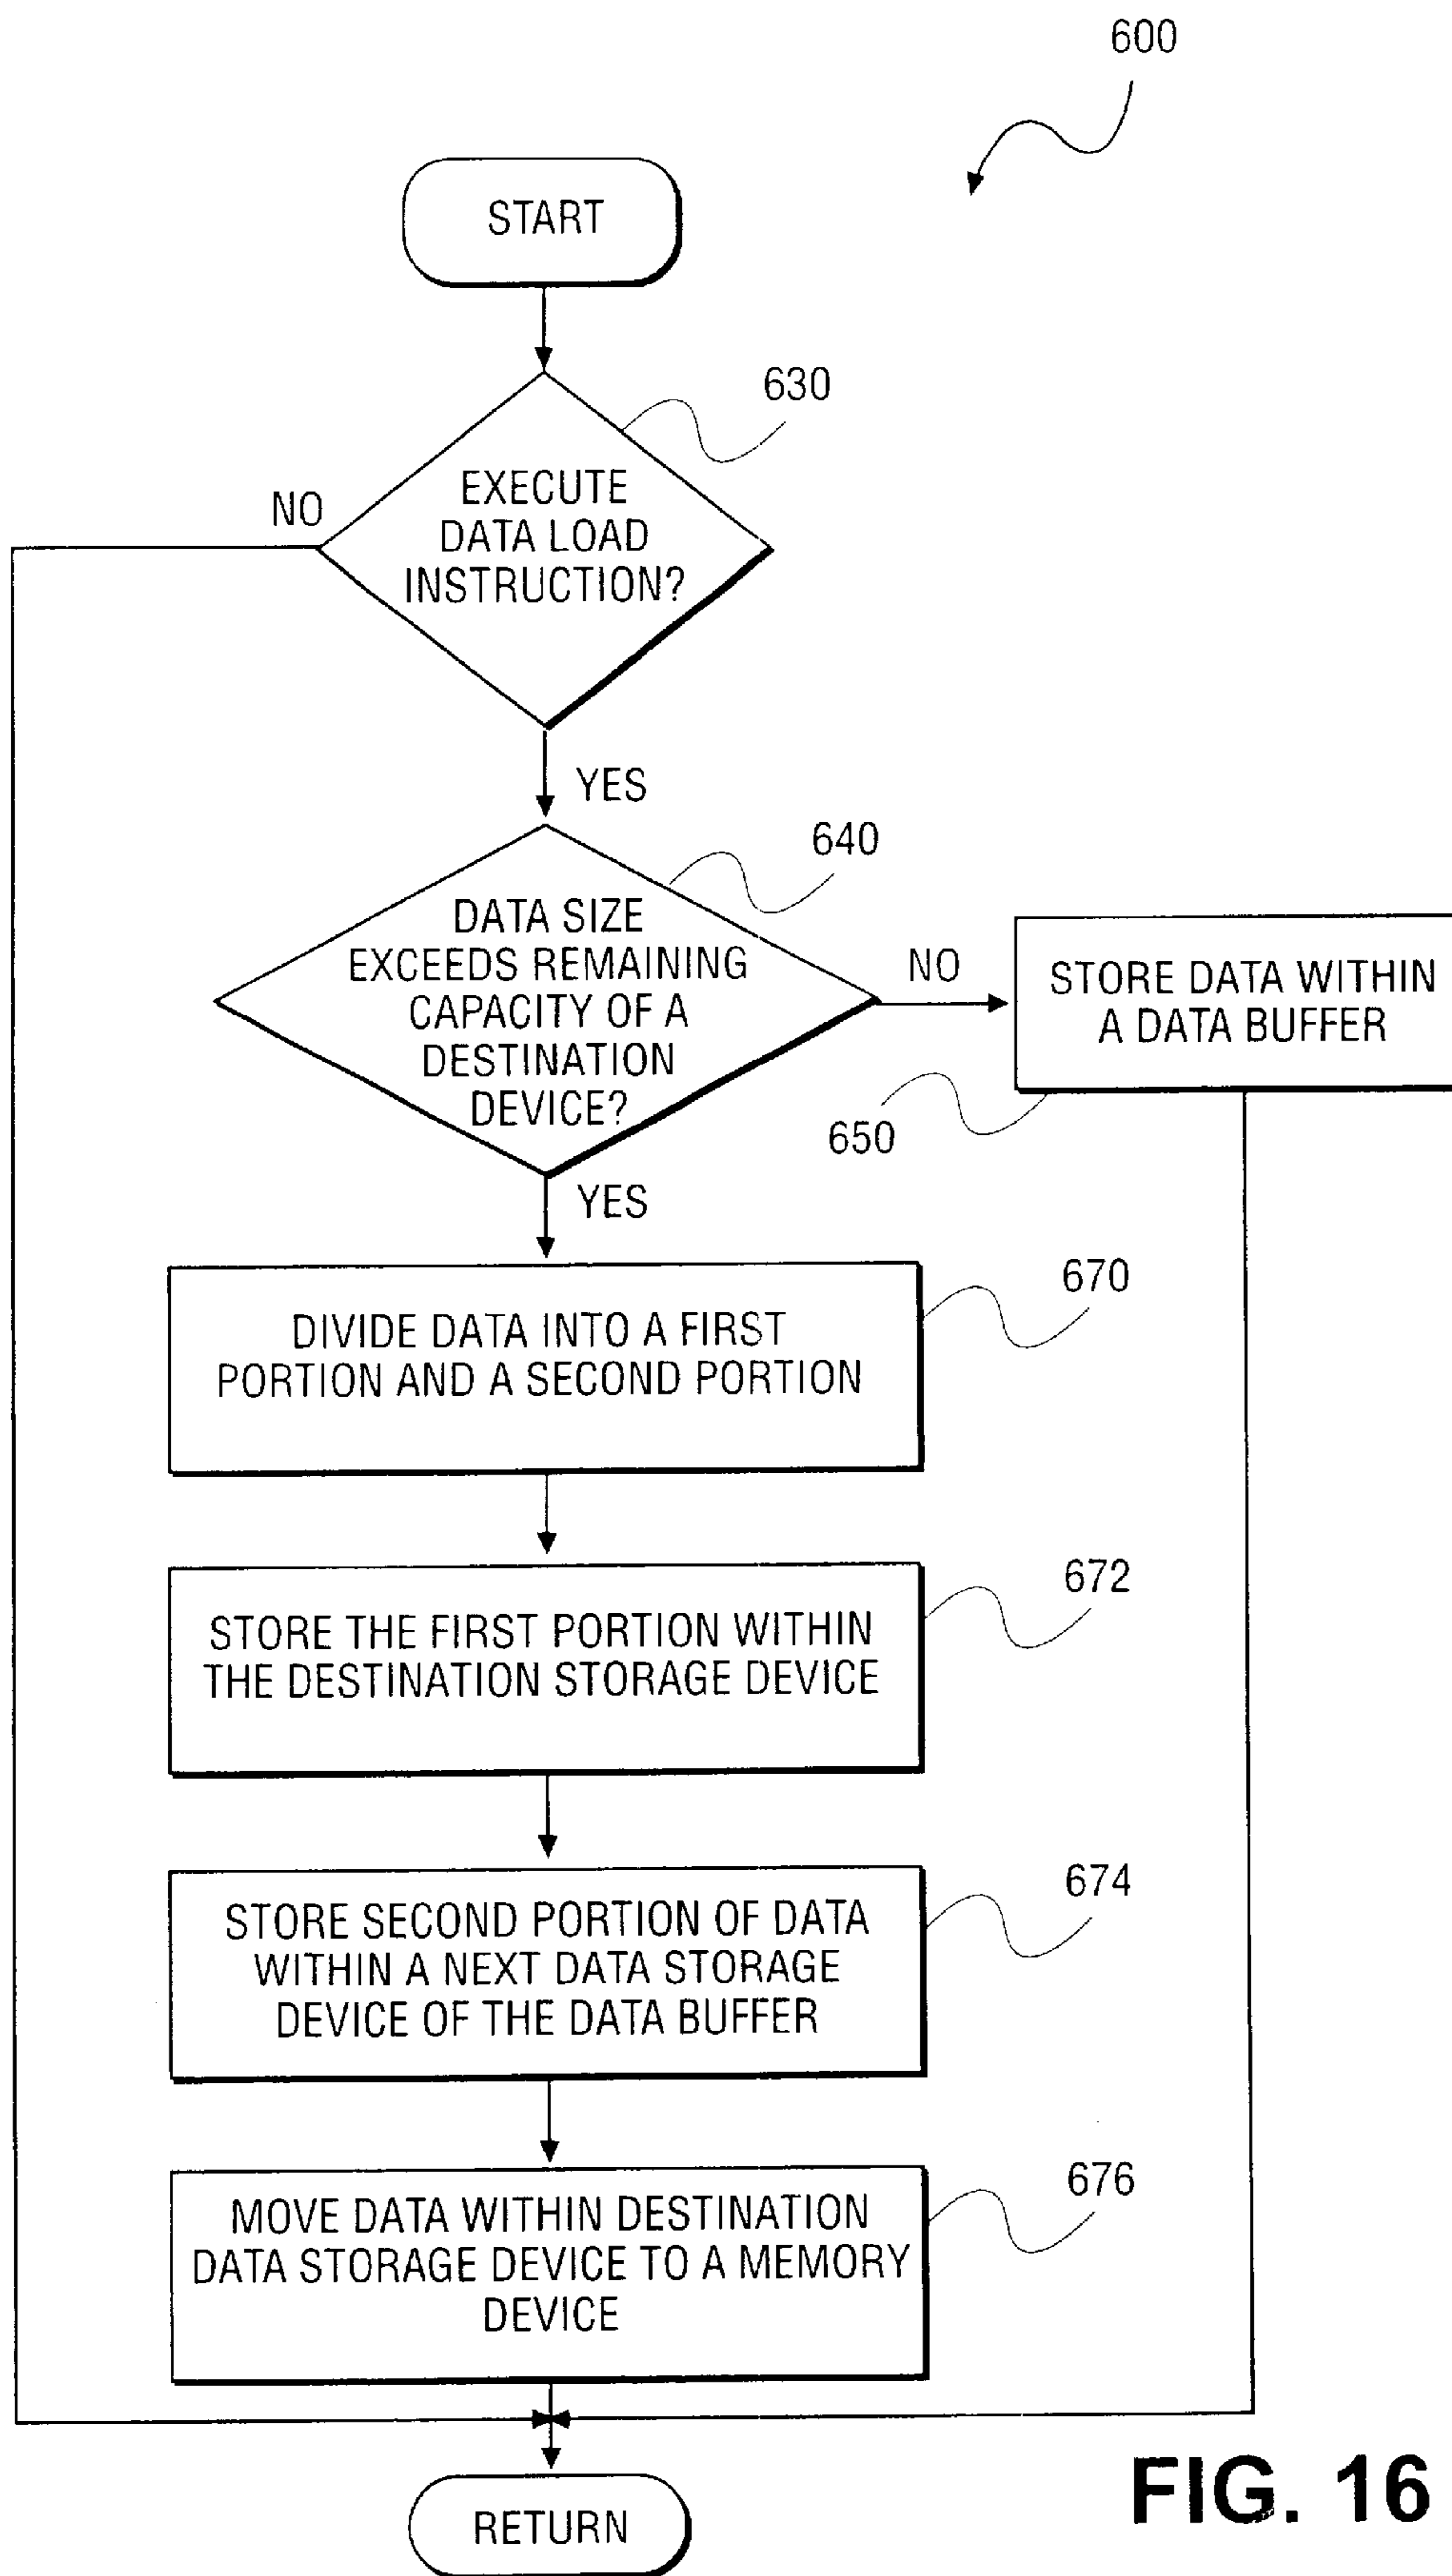 600
START
630
EXECUTE
DATA LOAD
INSTRUCTION?
NO
YES
640
DATA SIZE
EXCEEDS REMAINING
CAPACITY OF A
DESTINATION
DEVICE?
NO
STORE DATA WITHIN
A DATA BUFFER
650
YES
670
DIVIDE DATA INTO A FIRST
PORTION AND A SECOND PORTION
672
STORE THE FIRST PORTION WITHIN
THE DESTINATION STORAGE DEVICE
674
STORE SECOND PORTION OF DATA
WITHIN A NEXT DATA STORAGE
DEVICE OF THE DATA BUFFER
676
MOVE DATA WITHIN DESTINATION
DATA STORAGE DEVICE TO A MEMORY
DEVICE
RETURN
FIG. 16